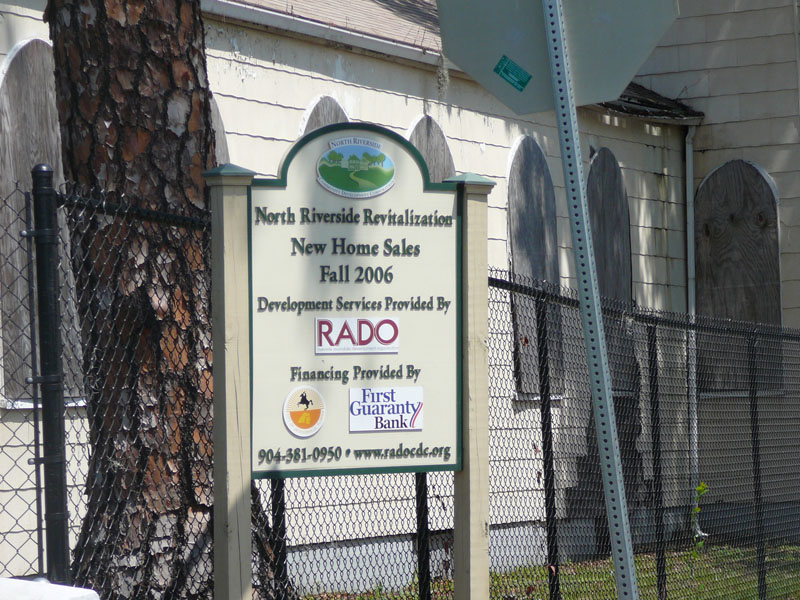 North Riverside
North Riverside Revitalization
New Home Sales
Fall 2006
Development Services Provided By
RADO
Financing Provided By
First
Guaranty
Bank
904-381-0950 • www.radocdc.org